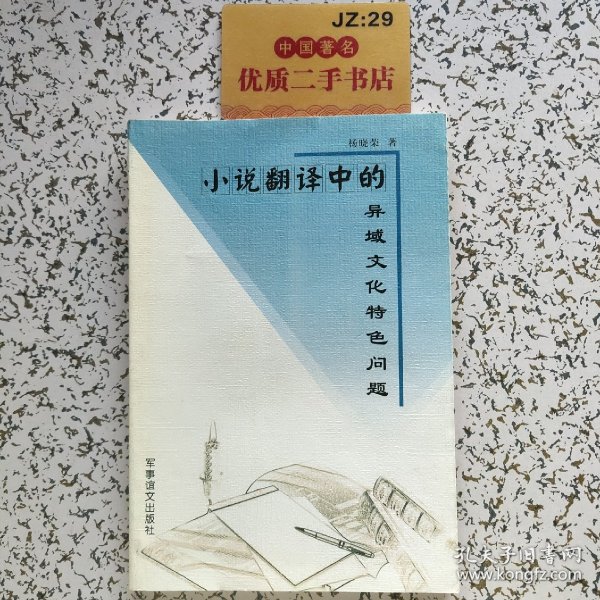 JZ:29
中国著名
优质二手书店
杨晓荣 著
小说翻译中的
异域文化特色问题
军事谊文出版社
孔夫子旧书网
www.kongfz.com